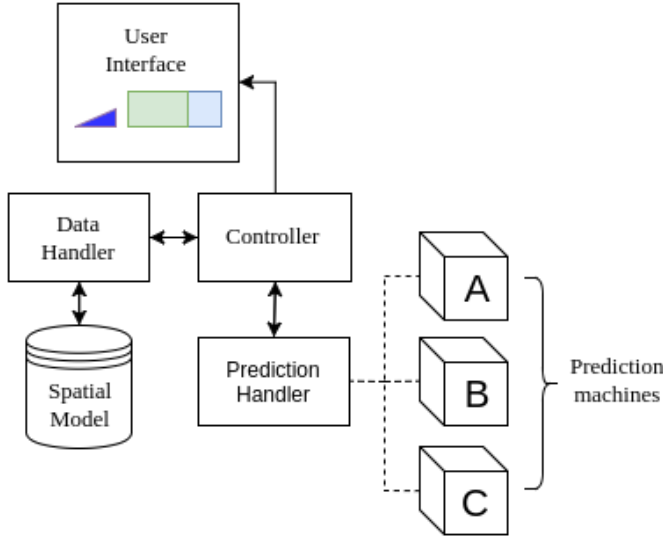 User
Interface
Data
Handler
Controller
Spatial
Model
Prediction
Handler
A
B
C
Prediction
machines